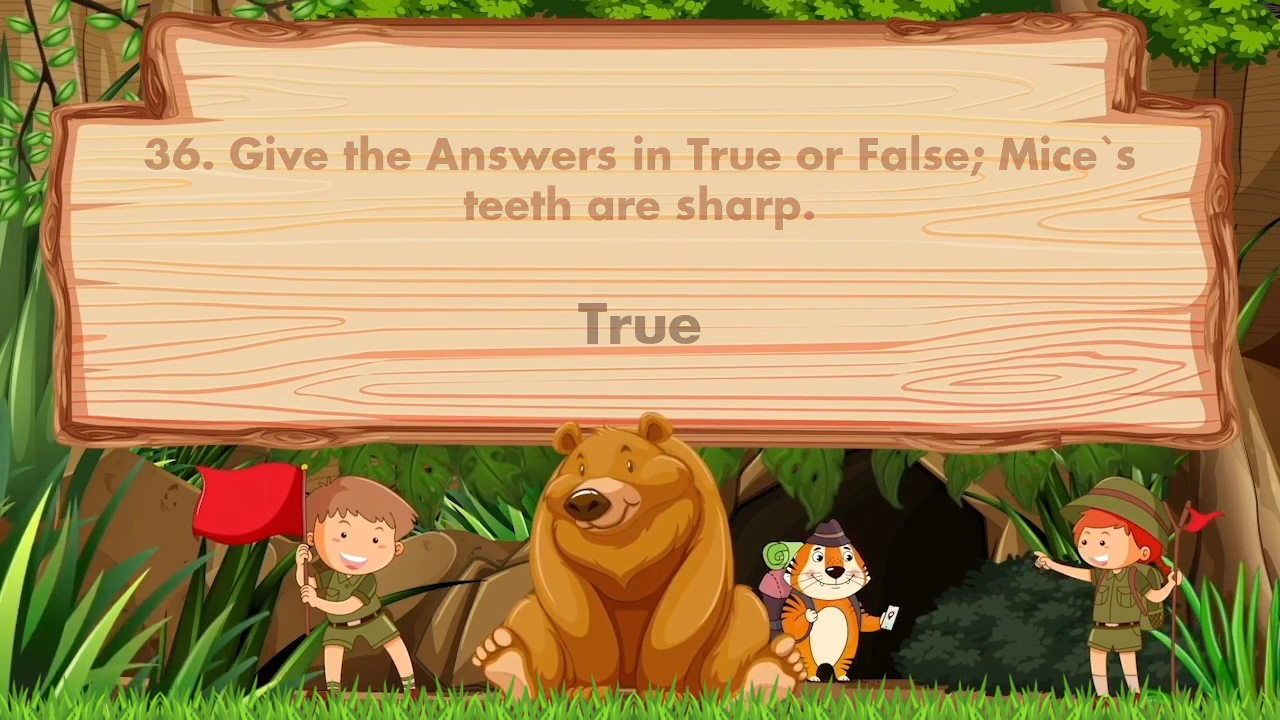 36. Give the Answers in True or False; Mice`s
teeth are sharp.
True